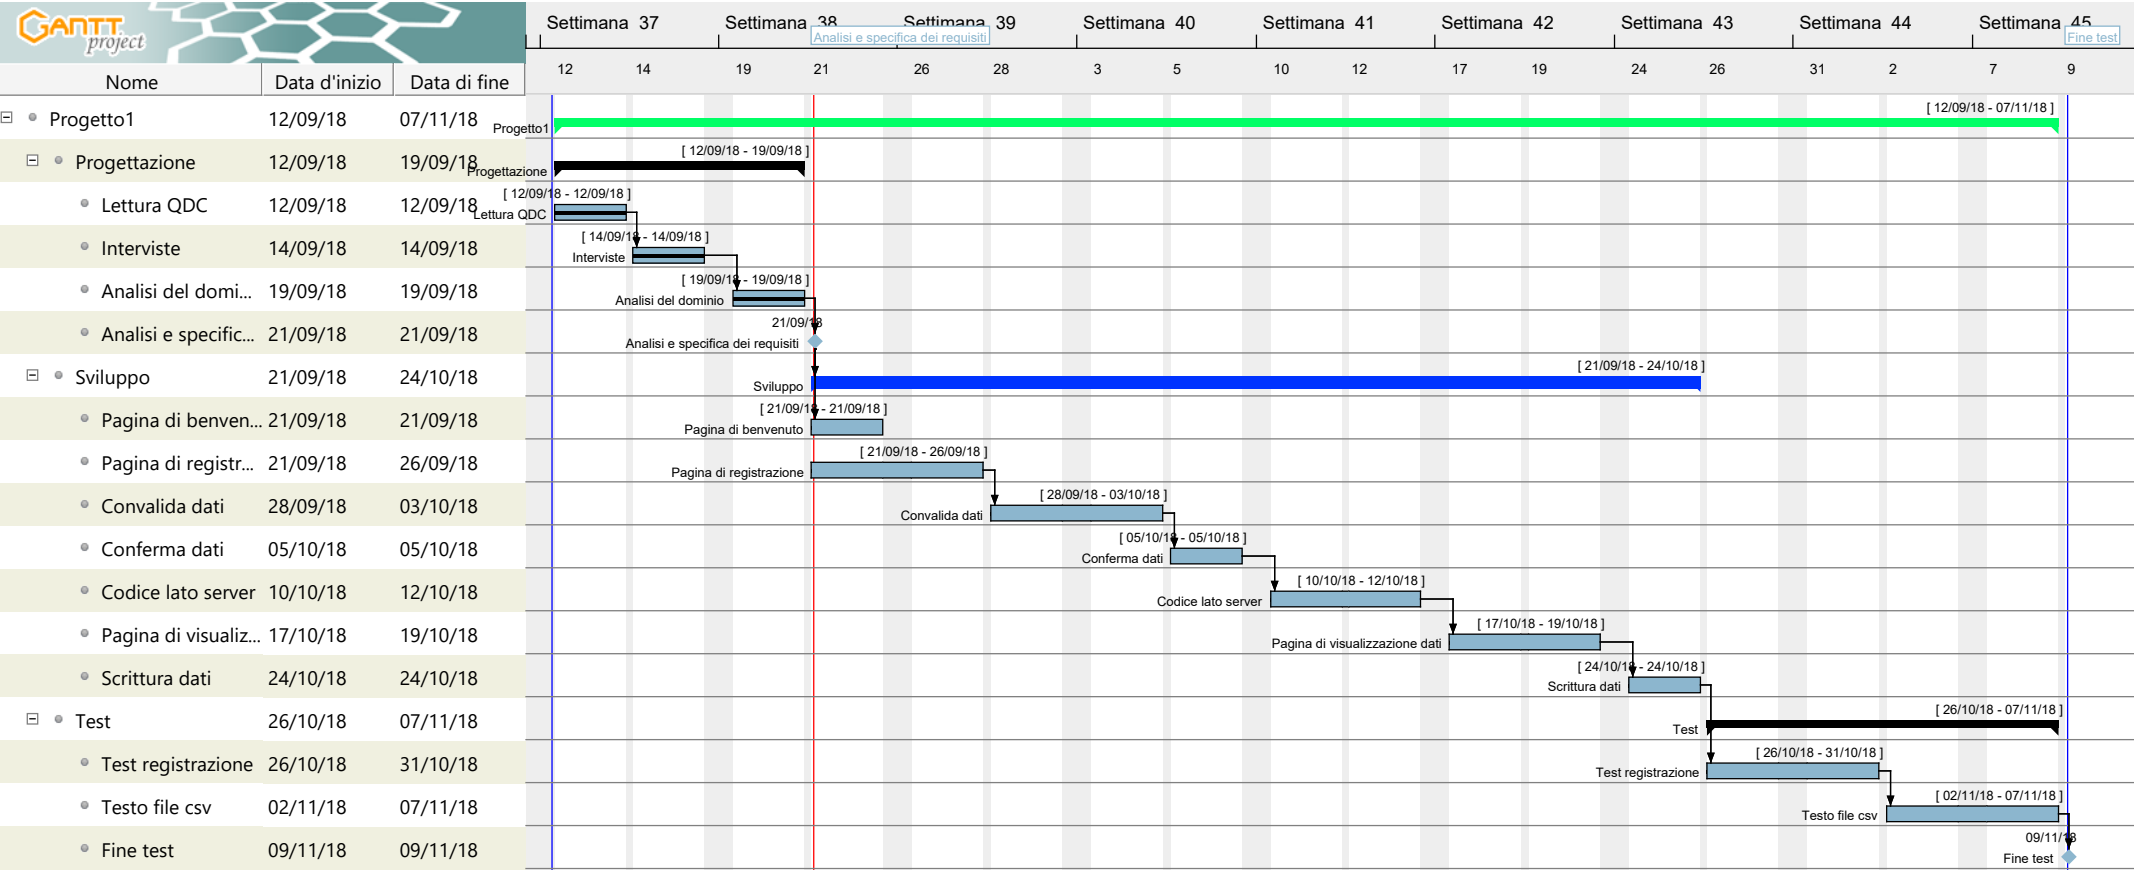 GANTT
project
Settimana 37 Settimana 38 Settimana 39 Settimana 40 Settimana 41 Settimana 42 Settimana 43 Settimana 44 Settimana 45
Analisi e specifica dei requisiti Fine test
12 14 19 21 26 28 3 5 10 12 17 19 24 26 31 2 7 9
Nome Data d'inizio Data di fine
Progetto1 12/09/18 07/11/18 Progetto1 [ 12/09/18 - 07/11/18 ]
Progettazione 12/09/18 19/09/18 Progettazione [ 12/09/18 - 19/09/18 ]
Lettura QDC 12/09/18 12/09/18 Lettura QDC [ 12/09/18 - 12/09/18 ]
Interviste 14/09/18 14/09/18 Interviste [ 14/09/18 - 14/09/18 ]
Analisi del domi... 19/09/18 19/09/18 Analisi del dominio [ 19/09/18 - 19/09/18 ]
Analisi e specific... 21/09/18 21/09/18 Analisi e specifica dei requisiti 21/09/18
Sviluppo 21/09/18 24/10/18 Sviluppo [ 21/09/18 - 24/10/18 ]
Pagina di benven... 21/09/18 21/09/18 Pagina di benvenuto [ 21/09/18 - 21/09/18 ]
Pagina di registr... 21/09/18 26/09/18 Pagina di registrazione [ 21/09/18 - 26/09/18 ]
Convalida dati 28/09/18 03/10/18 Convalida dati [ 28/09/18 - 03/10/18 ]
Conferma dati 05/10/18 05/10/18 Conferma dati [ 05/10/18 - 05/10/18 ]
Codice lato server 10/10/18 12/10/18 Codice lato server [ 10/10/18 - 12/10/18 ]
Pagina di visualiz... 17/10/18 19/10/18 Pagina di visualizzazione dati [ 17/10/18 - 19/10/18 ]
Scrittura dati 24/10/18 24/10/18 Scrittura dati [ 24/10/18 - 24/10/18 ]
Test 26/10/18 07/11/18 Test [ 26/10/18 - 07/11/18 ]
Test registrazione 26/10/18 31/10/18 Test registrazione [ 26/10/18 - 31/10/18 ]
Testo file csv 02/11/18 07/11/18 Testo file csv [ 02/11/18 - 07/11/18 ]
Fine test 09/11/18 09/11/18 Fine test 09/11/18